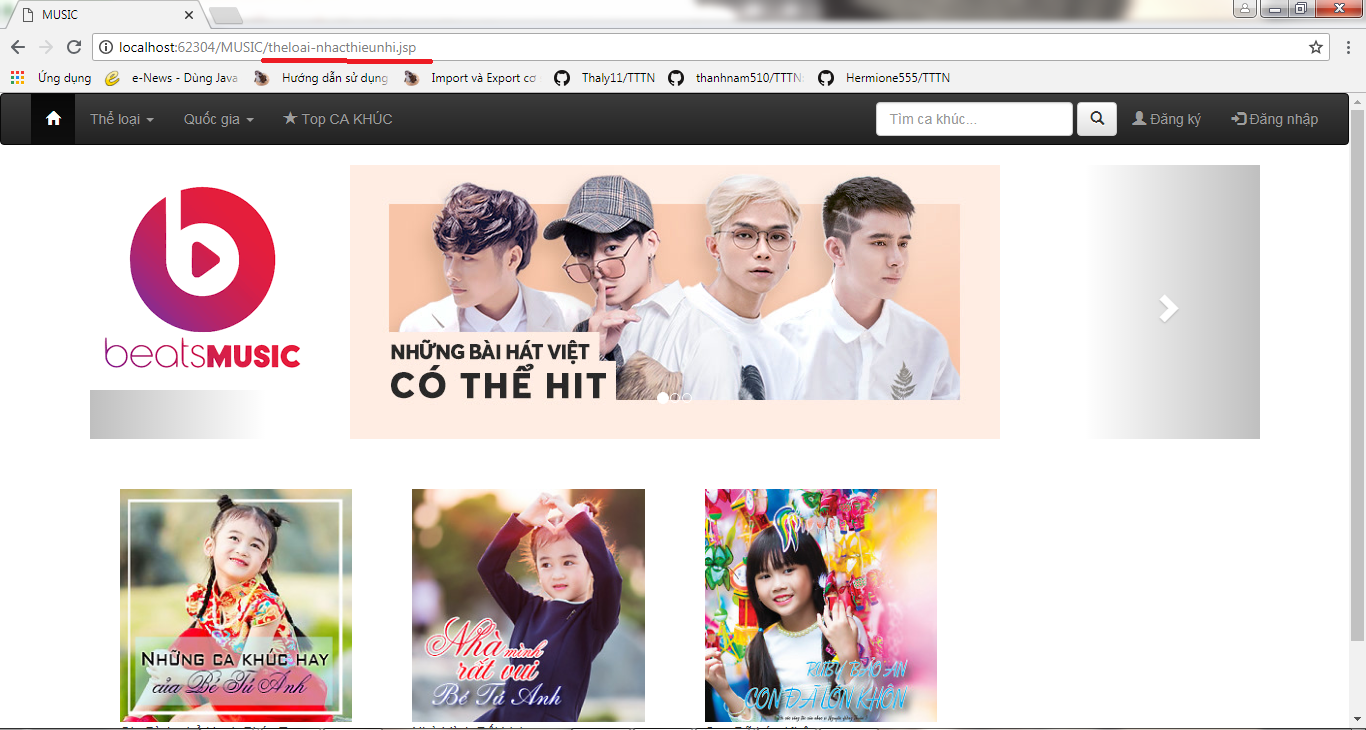 MUSIC
localhost:62304/MUSIC/theloai-nhacthieunhi.jsp
Ứng dụng
e-News - Dùng Java
Hướng dẫn sử dụng
Import và Export cơ
Thaly11/TTTN
thanhnam510/TTTN
Hermione555/TTTN
Thể loại
Quốc gia
Top CA KHÚC
Tìm ca khúc...
Đăng ký
Đăng nhập
b
beatsMUSIC
NHỮNG BÀI HÁT VIỆT
CÓ THỂ HIT
NHỮNG CA KHÚC HAY
của Bé Tú Anh
Nhà mình
rất vui
Bé Tú Anh
RUBY BẢO AN
CON ĐÃ LỚN KHÔN